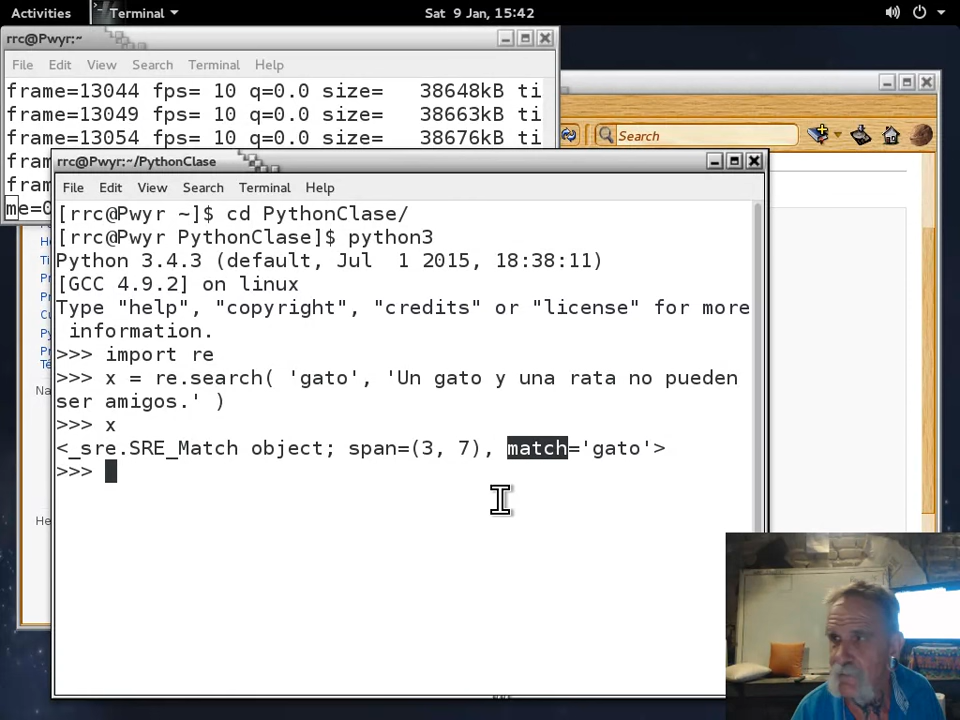 Activities
Terminal
Sat 9 Jan, 15:42
rrc@Pwyr:~
File Edit View Search Terminal Help
frame=13044 fps= 10 q=0.0 size= 38648kB ti
frame=13049 fps= 10 q=0.0 size= 38663kB ti
frame=13054 fps= 10 q=0.0 size= 38676kB ti
Search
rrc@Pwyr:~/PythonClase
File Edit View Search Terminal Help
[rrc@Pwyr ~]$ cd PythonClase/
[rrc@Pwyr PythonClase]$ python3
Python 3.4.3 (default, Jul  1 2015, 18:38:11)
[GCC 4.9.2] on linux
Type "help", "copyright", "credits" or "license" for more
 information.
>>> import re
>>> x = re.search( 'gato', 'Un gato y una rata no pueden
ser amigos.' )
>>> x
<_sre.SRE_Match object; span=(3, 7), match='gato'>
>>>